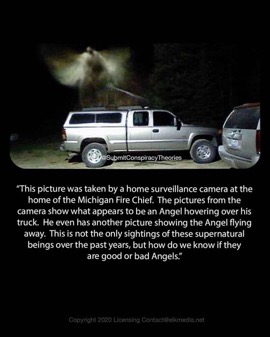 @SubmitConspiracyTheories
“This picture was taken by a home surveillance camera at the
home of the Michigan Fire Chief.  The pictures from the
camera show what appears to be an Angel hovering over his
truck.  He even has another picture showing the Angel flying
away.  This is not the only sightings of these supernatural
beings over the past years, but how do we know if they
are good or bad Angels.”
Copyright 2020 Licensing Contact@elkmedia.net